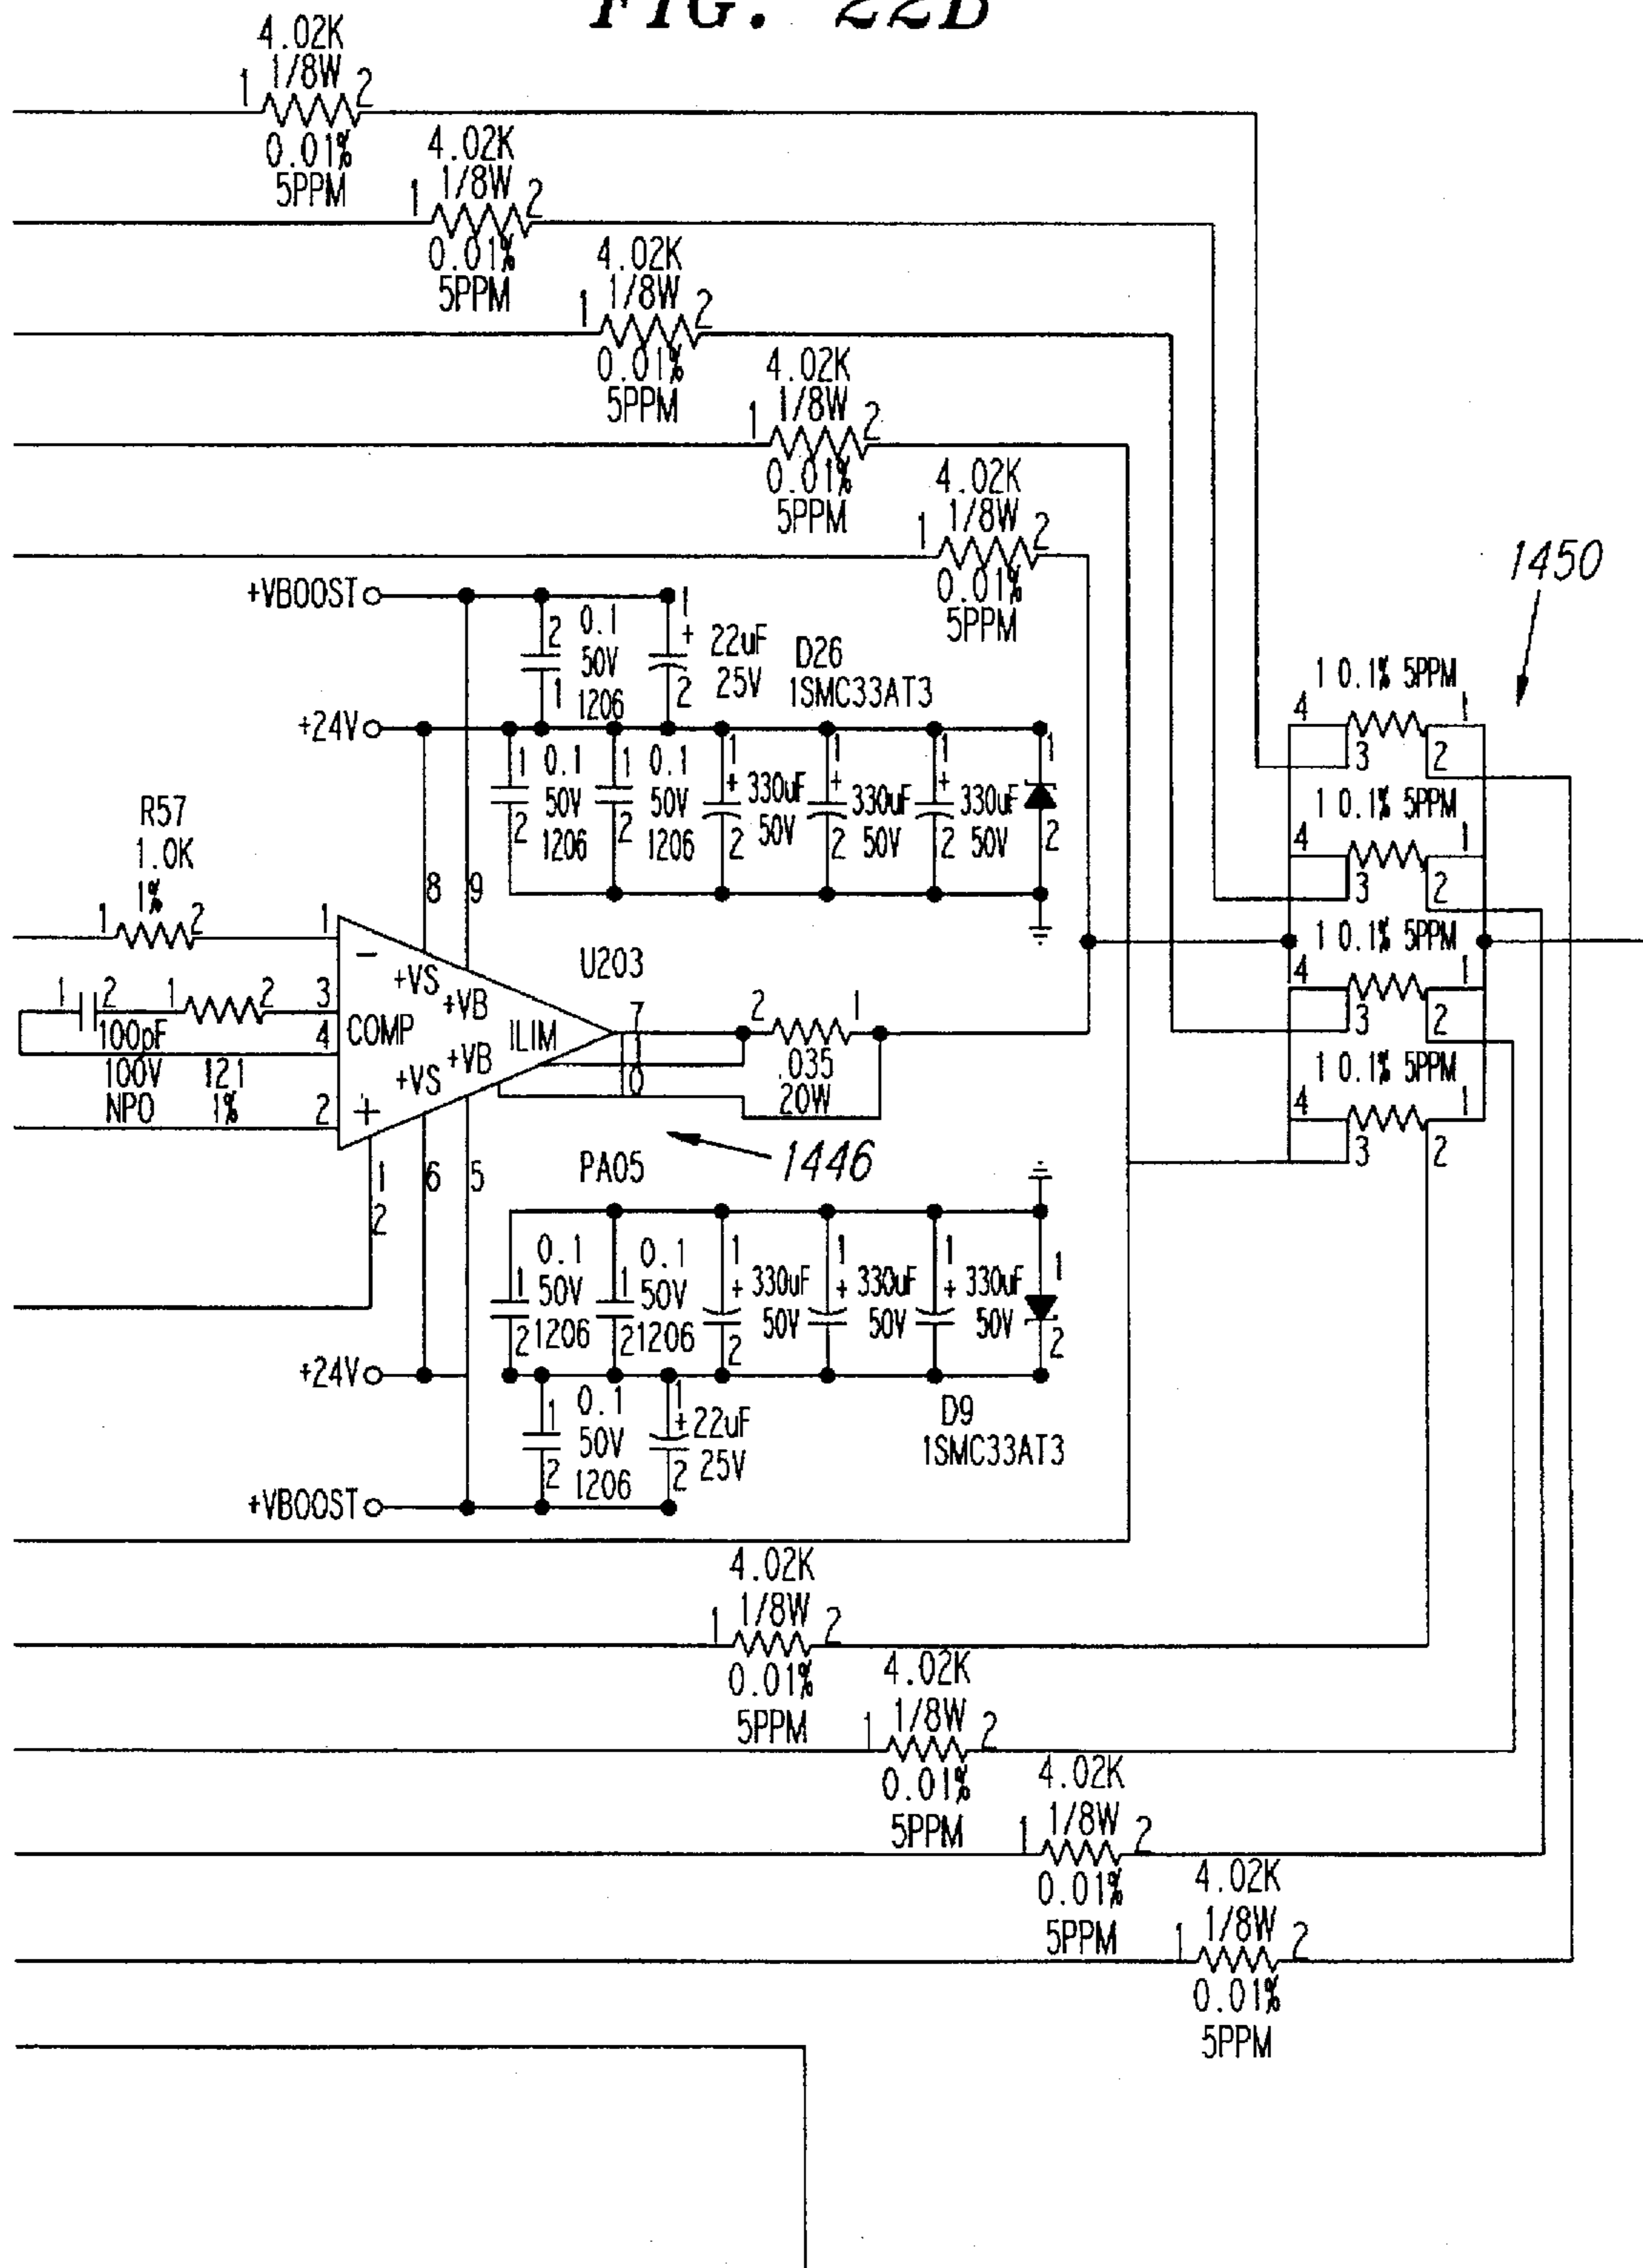 FIG. 22B
4.02K
1/8W
1 2
0.01%
5PPM
4.02K
1/8W
1 2
0.01%
5PPM
4.02K
1/8W
1 2
0.01%
5PPM
4.02K
1/8W
1 2
0.01%
5PPM
4.02K
1/8W
1 2
0.01%
5PPM
1450
+VBOOST
2 0.1
50V
1 1206
1
+ 22uF
2 25V
D26
1SMC33AT3
+24V
1 0.1
50V
2 1206
1 0.1
50V
2 1206
1
+ 330uF
2 50V
1
+ 330uF
2 50V
1
+ 330uF
2 50V
1
2
1 0.1% 5PPM
4 1
3 2
1 0.1% 5PPM
4 1
3 2
1 0.1% 5PPM
4 1
3 2
1 0.1% 5PPM
4 1
3 2
R57
1.0K
1%
1 2
8 9
1
-
+VS
+VB
U203
1 2 1 2 3
100pF 4
100V 121
NPO 1% 2
COMP
ILIM
+VS
+VB
+
7
1
0
2 1
.035
20W
1446
PA05
1
2
6 5
1 0.1
50V
2 1206
1 0.1
50V
2 1206
1
+ 330uF
50V
2
1
+ 330uF
50V
1
+ 330uF
50V
1
2
+24V
1 0.1
50V
2 1206
1
+ 22uF
2 25V
D9
1SMC33AT3
+VBOOST
4.02K
1/8W
1 2
0.01%
5PPM
4.02K
1/8W
1 2
0.01%
5PPM
4.02K
1/8W
1 2
0.01%
5PPM
4.02K
1/8W
1 2
0.01%
5PPM